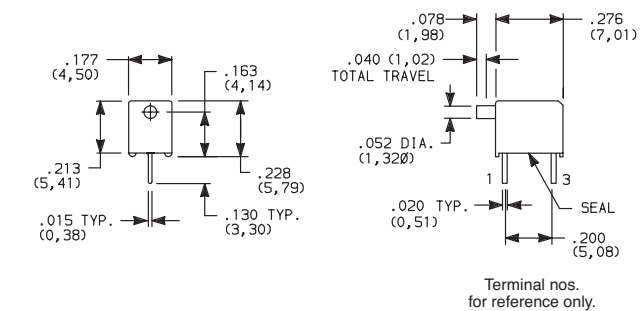 .177
(4,50)
.163
(4,14)
.213
(5,41)
.228
(5,79)
.015 TYP.
(0,38)
.130 TYP.
(3,30)
.078
(1,98)
.276
(7,01)
.040 (1,02)
TOTAL TRAVEL
.052 DIA.
(1,32Ø)
1
3
.020 TYP.
(0,51)
SEAL
.200
(5,08)
Terminal nos.
for reference only.